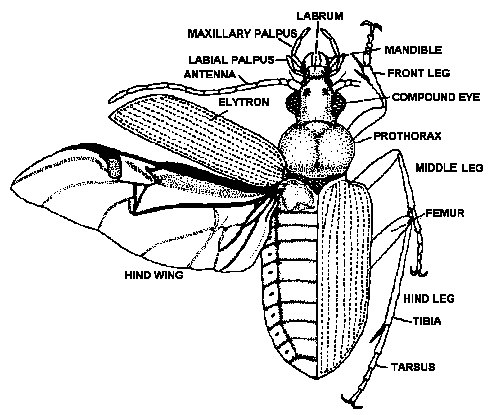 LABRUM
MAXILLARY PALPUS
MANDIBLE
LABIAL PALPUS
FRONT LEG
ANTENNA
COMPOUND EYE
ELYTRON
PROTHORAX
MIDDLE LEG
FEMUR
HIND WING
HIND LEG
TIBIA
TARSUS